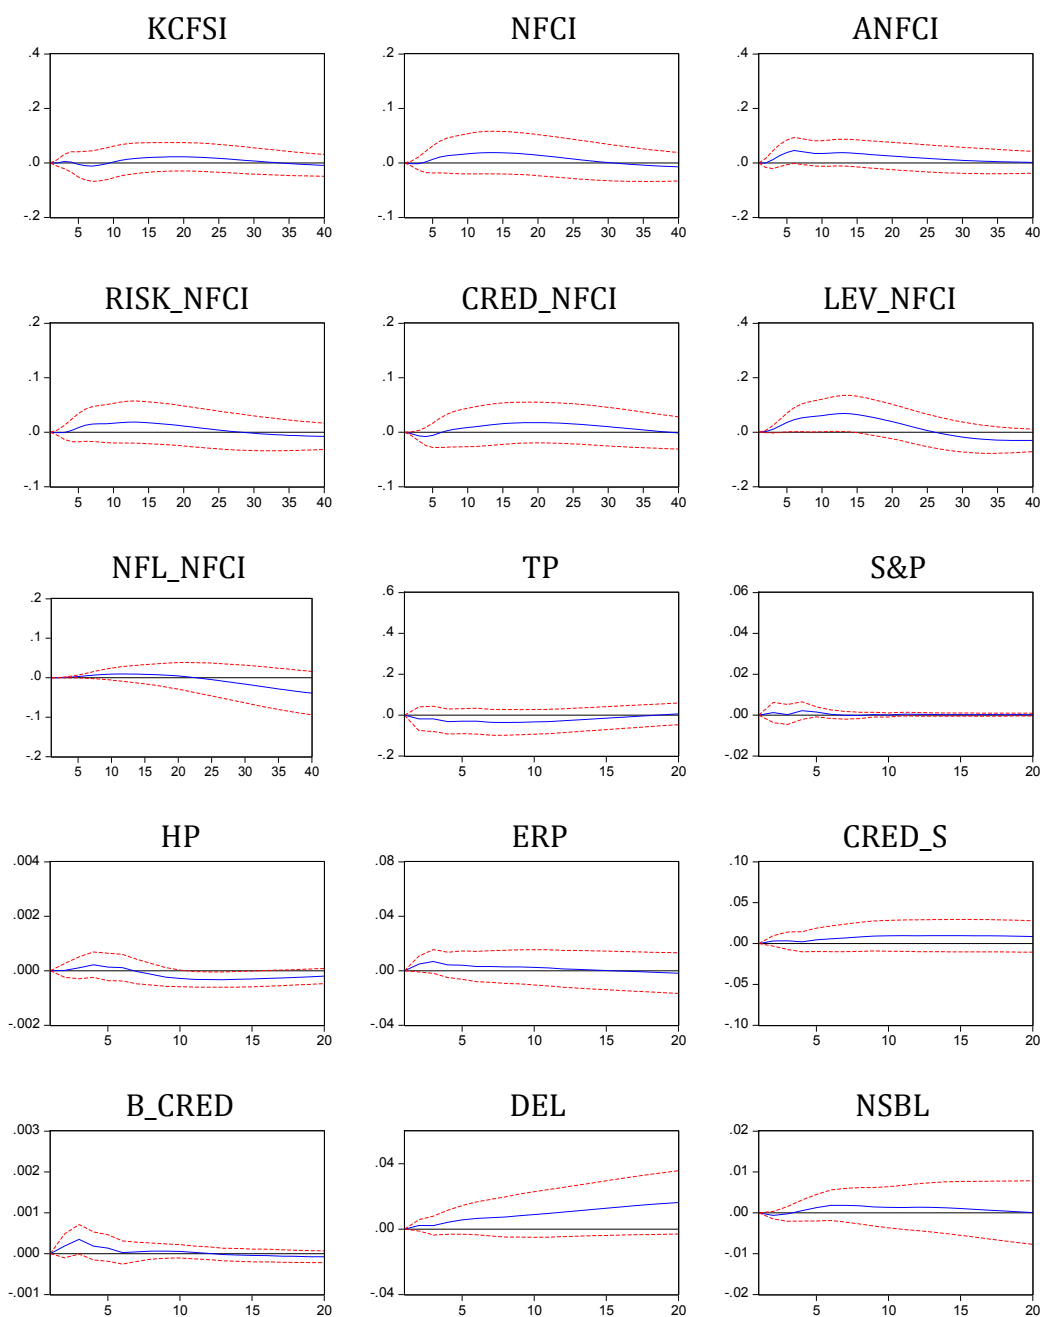 KCFSI NFCI ANFCI
.4 .2 .4
.2 .1 .2
.0 .0 .0
-.2 -.1 -.2
5 10 15 20 25 30 35 40 5 10 15 20 25 30 35 40 5 10 15 20 25 30 35 40
RISK_NFCI CRED_NFCI LEV_NFCI
.2 .2 .4
.1 .1 .2
.0 .0 .0
-.1 -.1 -.2
5 10 15 20 25 30 35 40 5 10 15 20 25 30 35 40 5 10 15 20 25 30 35 40
NFL_NFCI TP S&P
.2 .6 .06
.1 .4 .04
.0 .2 .02
-.1 .0 .00
-.2 -.2 -.02
5 10 15 20 25 30 35 40 5 10 15 20 5 10 15 20
HP ERP CRED_S
.004 .08 .10
.002 .04 .05
.000 .00 .00
-.002 -.04 -.05
-.10
5 10 15 20 5 10 15 20 5 10 15 20
B_CRED DEL NSBL
.003 .04 .02
.002 .00 .01
.001 -.04 .00
.000 -.01
-.001 -.02
5 10 15 20 5 10 15 20 5 10 15 20